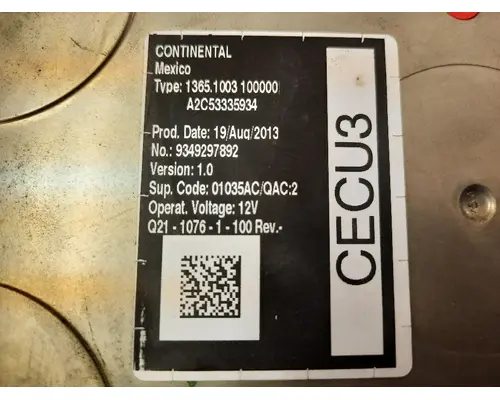 CONTINENTAL
Mexico
Type: 1365.1003 100000
A2C53335934
Prod. Date: 19/Aug/2013
No.: 9349297892
Version: 1.0
Sup. Code: 01035AC/QAC:2
Operat. Voltage: 12V
Q21 - 1076 - 1 - 100 Rev.-
CECU3